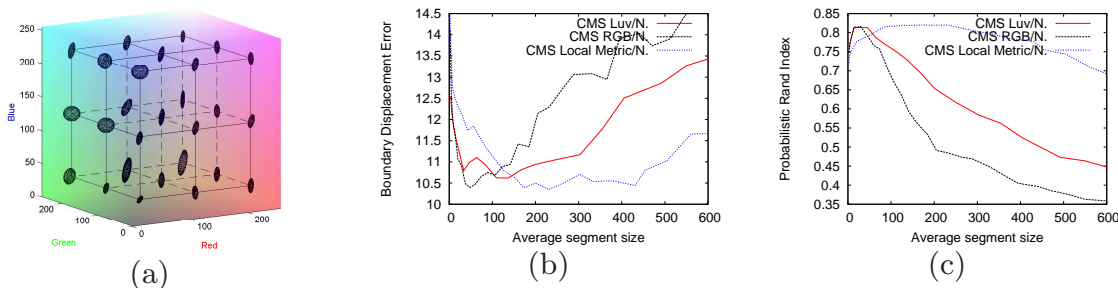 250
200
150
100
50
0
Blue
200
100
0
0
100
200
Green
Red
(a)
14.5
14
13.5
13
12.5
12
11.5
11
10.5
10
Boundary Displacement Error
CMS Luv/N.
CMS RGB/N.
CMS Local Metric/N.
0 100 200 300 400 500 600
Average segment size
(b)
0.85
0.8
0.75
0.7
0.65
0.6
0.55
0.5
0.45
0.4
0.35
Probabilistic Rand Index
CMS Luv/N.
CMS RGB/N.
CMS Local Metric/N.
0 100 200 300 400 500 600
Average segment size
(c)